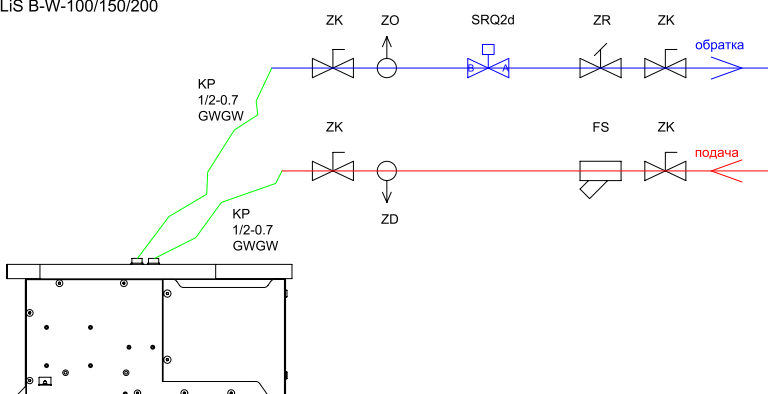 LiS B-W-100/150/200
ZK
ZO
SRQ2d
ZR
ZK
обратка
B
A
KP
1/2-0.7
GWGW
ZK
FS
ZK
подача
ZD
KP
1/2-0.7
GWGW